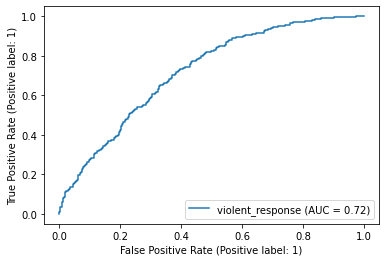 1.0
0.8
0.6
0.4
0.2
0.0
True Positive Rate (Positive label: 1)
violent_response (AUC = 0.72)
0.0 0.2 0.4 0.6 0.8 1.0
False Positive Rate (Positive label: 1)